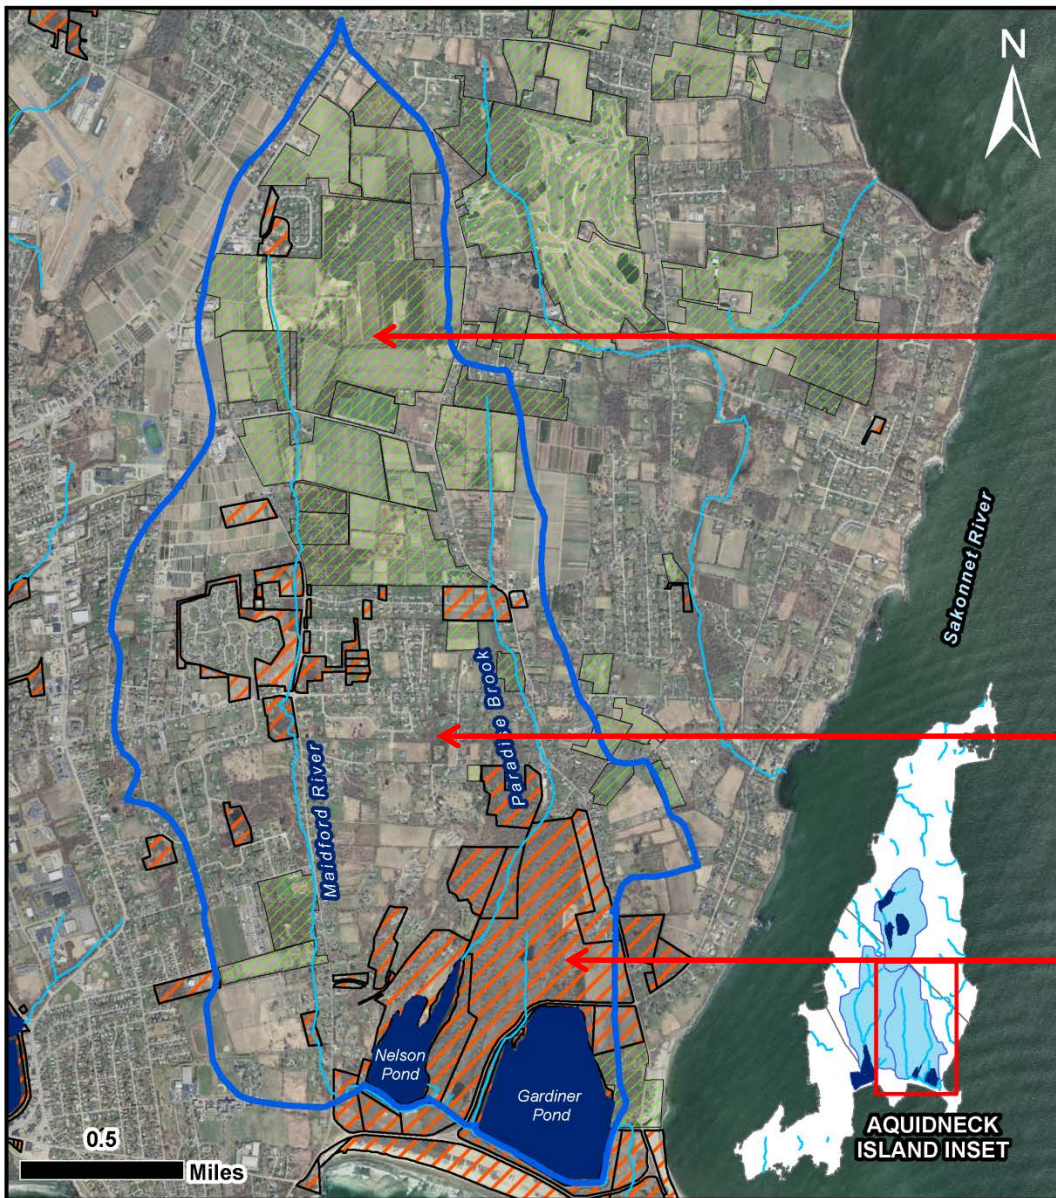 N
Sakonnet River
Paradise Brook
Maidford River
Nelson
Pond
Gardiner
Pond
0.5
Miles
AQUIDNECK
ISLAND INSET